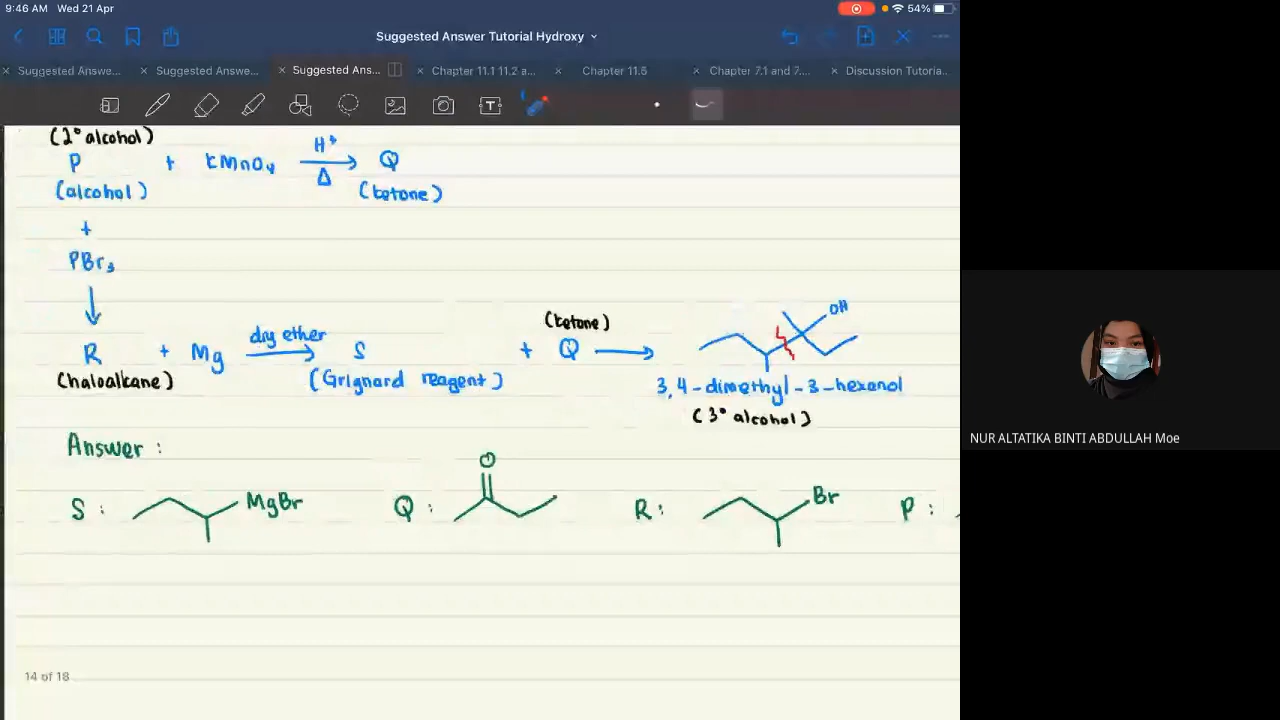 9:46 AM Wed 21 Apr
54%
Suggested Answer Tutorial Hydroxy
Suggested Answe...
Suggested Answe...
Suggested Ans...
Chapter 11.1 11.2 a...
Chapter 11.5
Chapter 7.1 and 7....
Discussion Tutoria...
(2° alcohol)
P + KMnO4 H+ Δ Q
(alcohol) (ketone)
+
PBr3
(ketone)
R + Mg dry ether S + Q OH
(haloalkane) (Grignard reagent) 3,4-dimethyl-3-hexanol
(3° alcohol)
Answer :
O
S : MgBr Q : R : Br P :
14 of 18
NUR ALTATIKA BINTI ABDULLAH Moe